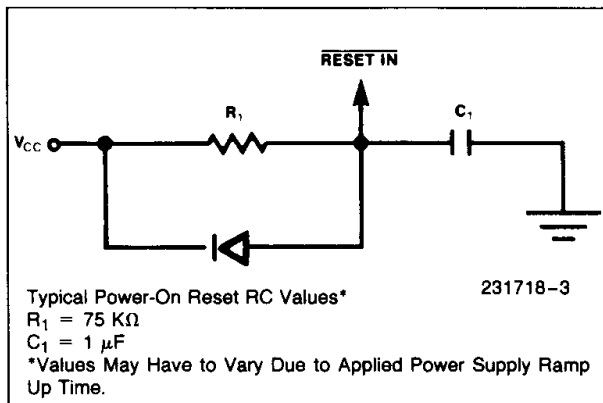 RESET IN
R₁
C₁
VCC
231718-3
Typical Power-On Reset RC Values*
R₁ = 75 KΩ
C₁ = 1 μF
*Values May Have to Vary Due to Applied Power Supply Ramp
Up Time.